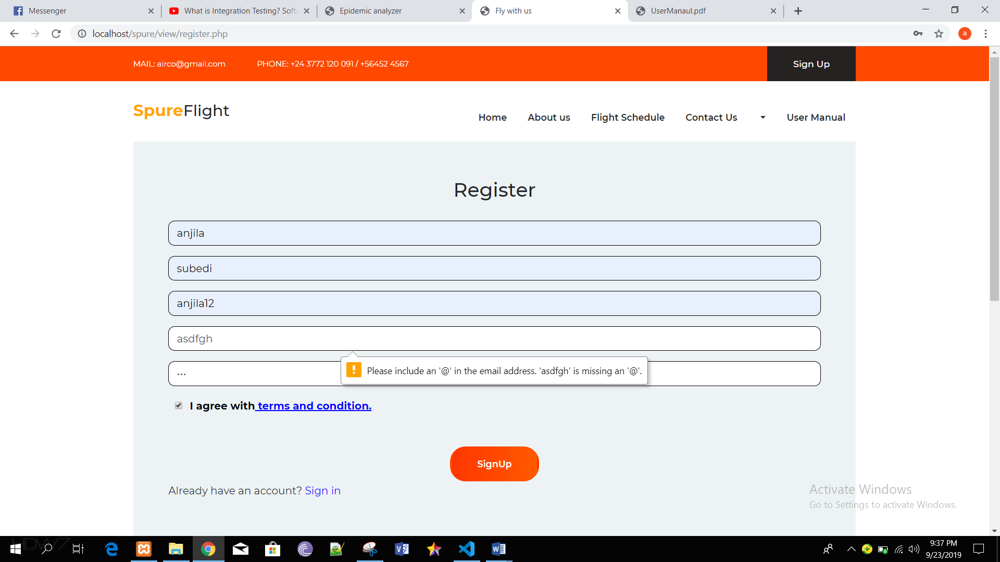 Messenger
What is Integration Testing? Soft
Epidemic analyzer
Fly with us
UserManaul.pdf
localhost/spure/view/register.php
a
MAIL: airco@gmail.com
PHONE: +24 3772 120 091 / +56452 4567
Sign Up
SpureFlight
Home
About us
Flight Schedule
Contact Us
User Manual
Register
anjila
subedi
anjila12
asdfgh
Please include an '@' in the email address. 'asdfgh' is missing an '@'.
I agree with terms and condition.
SignUp
Already have an account? Sign in
Activate Windows
Go to Settings to activate Windows.
HDW7
9:37 PM
9/23/2019